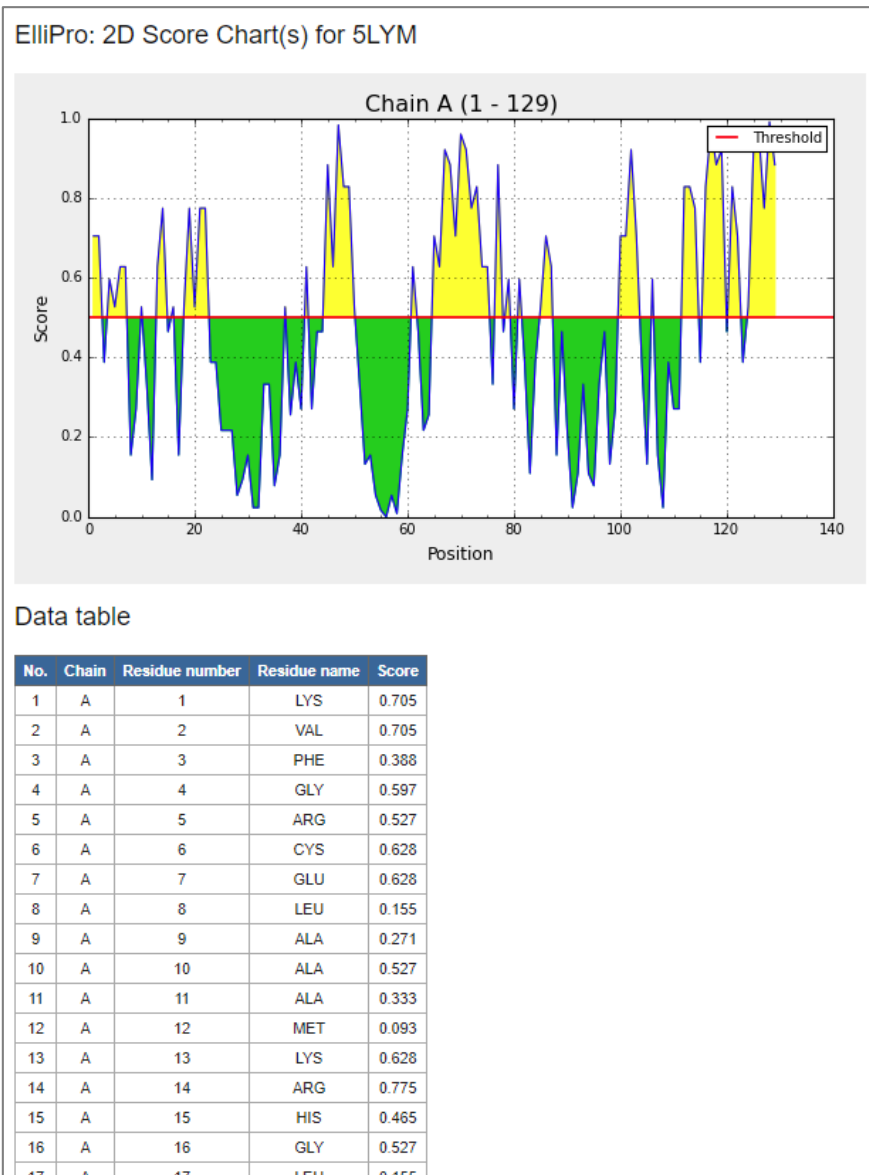 ElliPro: 2D Score Chart(s) for 5LYM
Chain A (1 - 129)
Threshold
1.0
0.8
0.6
0.4
0.2
0.0
Score
0 20 40 60 80 100 120 140
Position
Data table
No. Chain Residue number Residue name Score
1 A 1 LYS 0.705
2 A 2 VAL 0.705
3 A 3 PHE 0.388
4 A 4 GLY 0.597
5 A 5 ARG 0.527
6 A 6 CYS 0.628
7 A 7 GLU 0.628
8 A 8 LEU 0.155
9 A 9 ALA 0.271
10 A 10 ALA 0.527
11 A 11 ALA 0.333
12 A 12 MET 0.093
13 A 13 LYS 0.628
14 A 14 ARG 0.775
15 A 15 HIS 0.465
16 A 16 GLY 0.527
17 A 17 LEU 0.155